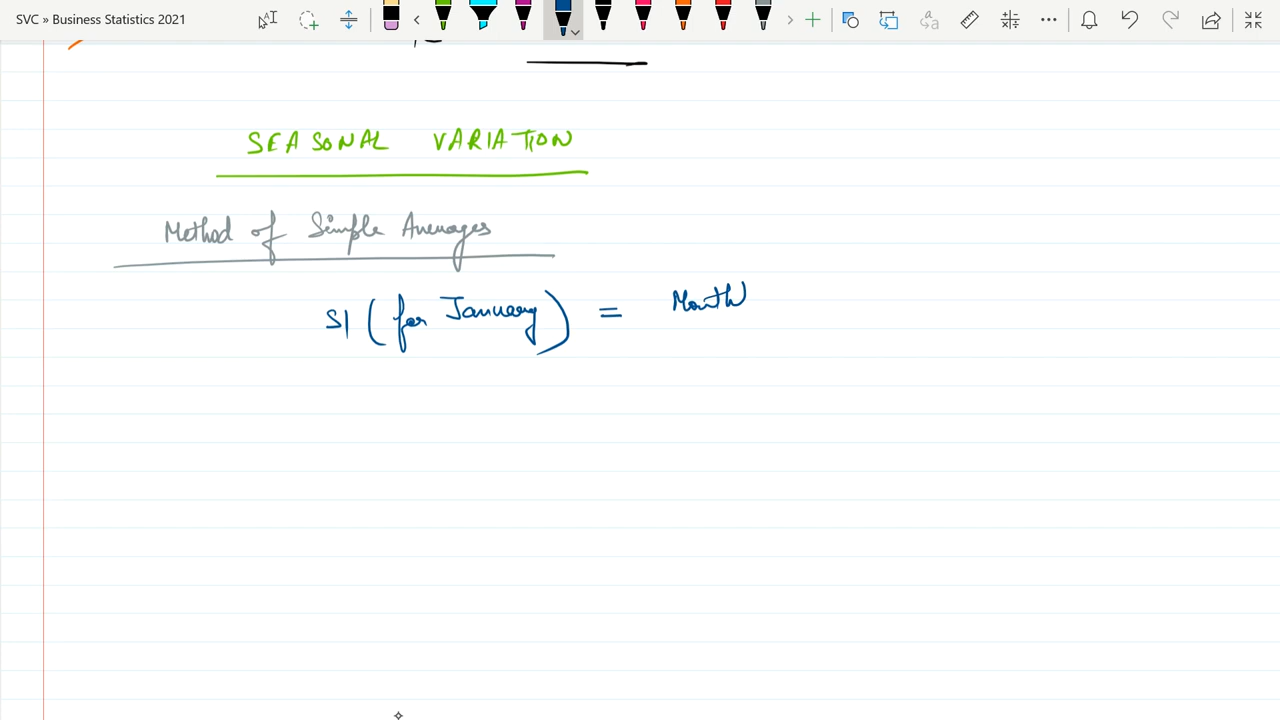 SVC » Business Statistics 2021
SEASONAL VARIATION
Method of Simple Averages
SI (for January) = Month